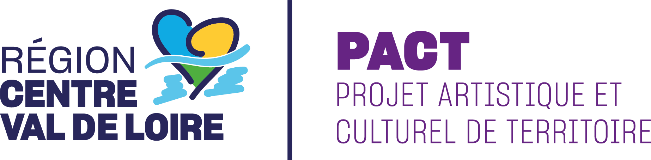 RÉGION
CENTRE
VAL DE LOIRE
PACT
PROJET ARTISTIQUE ET
CULTUREL DE TERRITOIRE